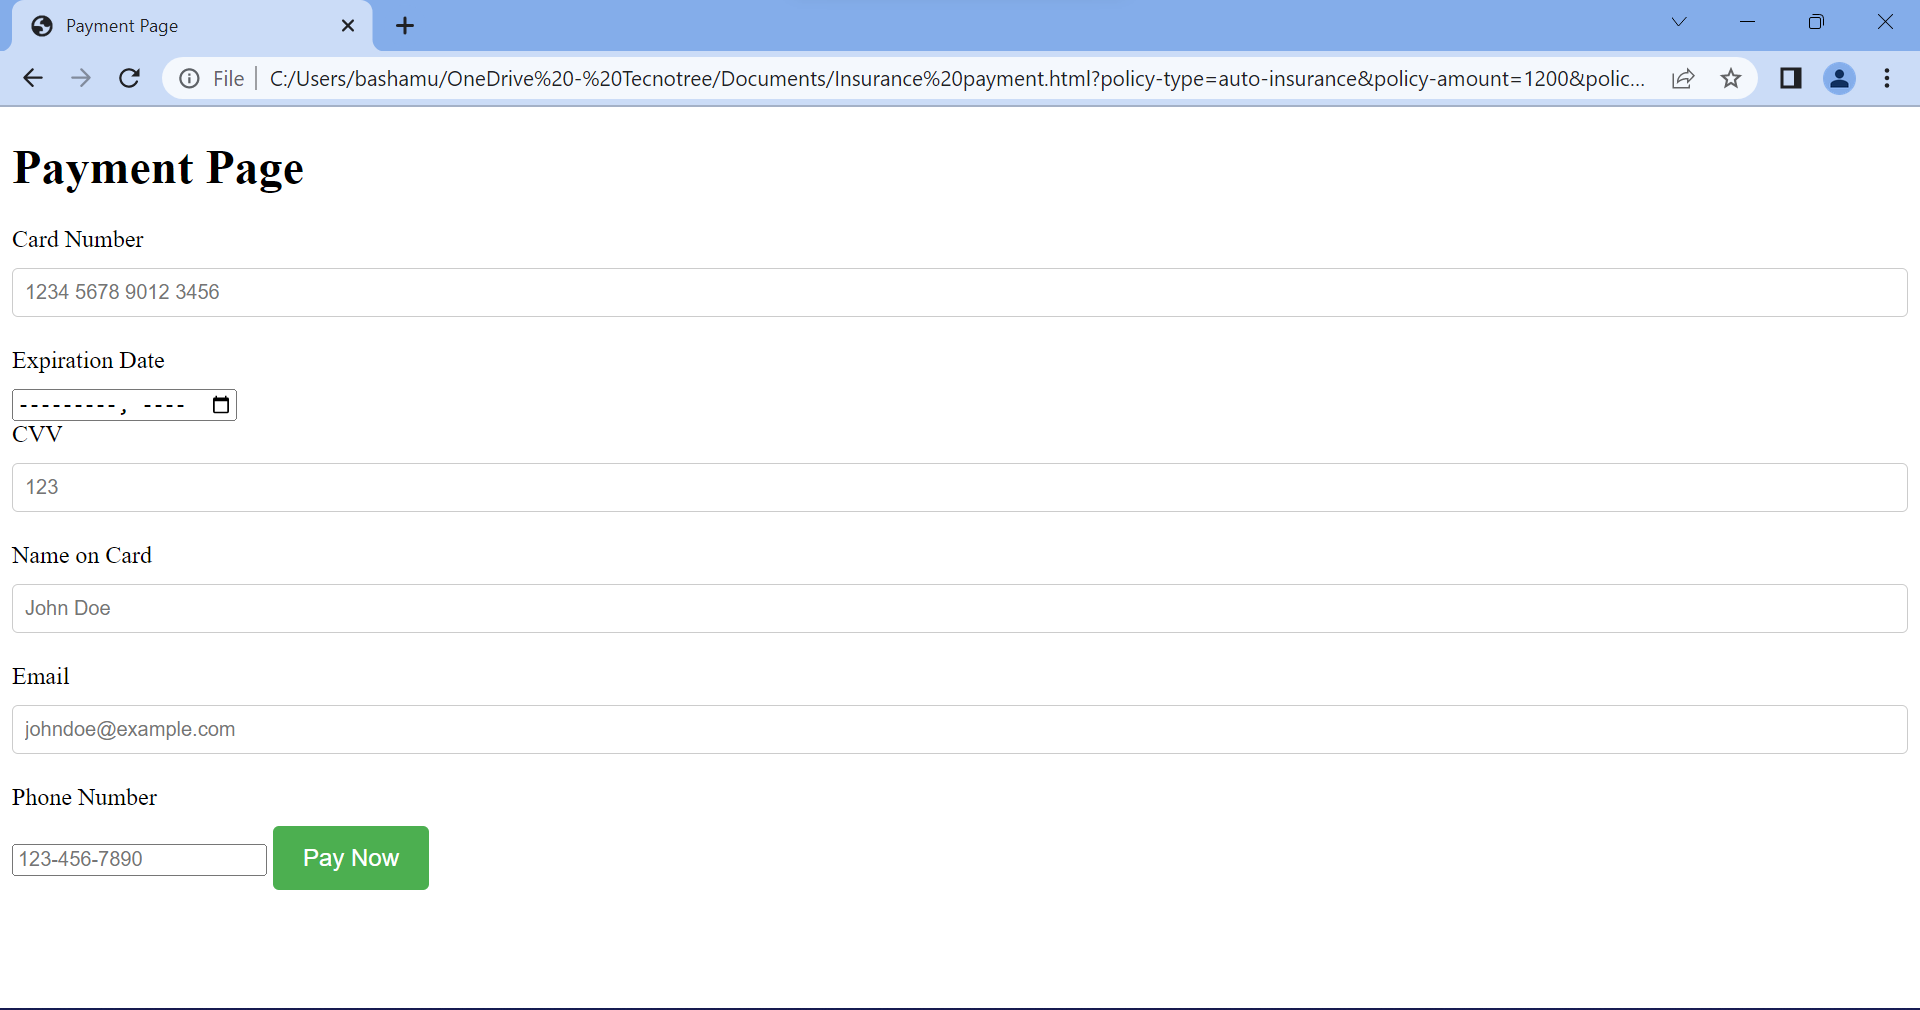 Payment Page
File C:/Users/bashamu/OneDrive%20-%20Tecnotree/Documents/Insurance%20payment.html?policy-type=auto-insurance&policy-amount=1200&polic...
Payment Page
Card Number
1234 5678 9012 3456
Expiration Date
---------, ----
CVV
123
Name on Card
John Doe
Email
johndoe@example.com
Phone Number
123-456-7890 Pay Now